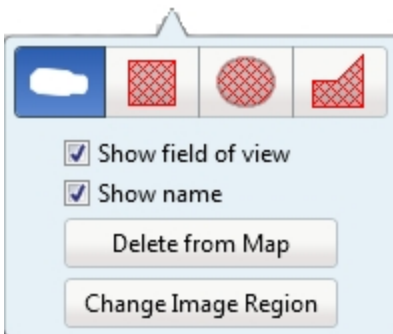 Show field of view
Show name
Delete from Map
Change Image Region